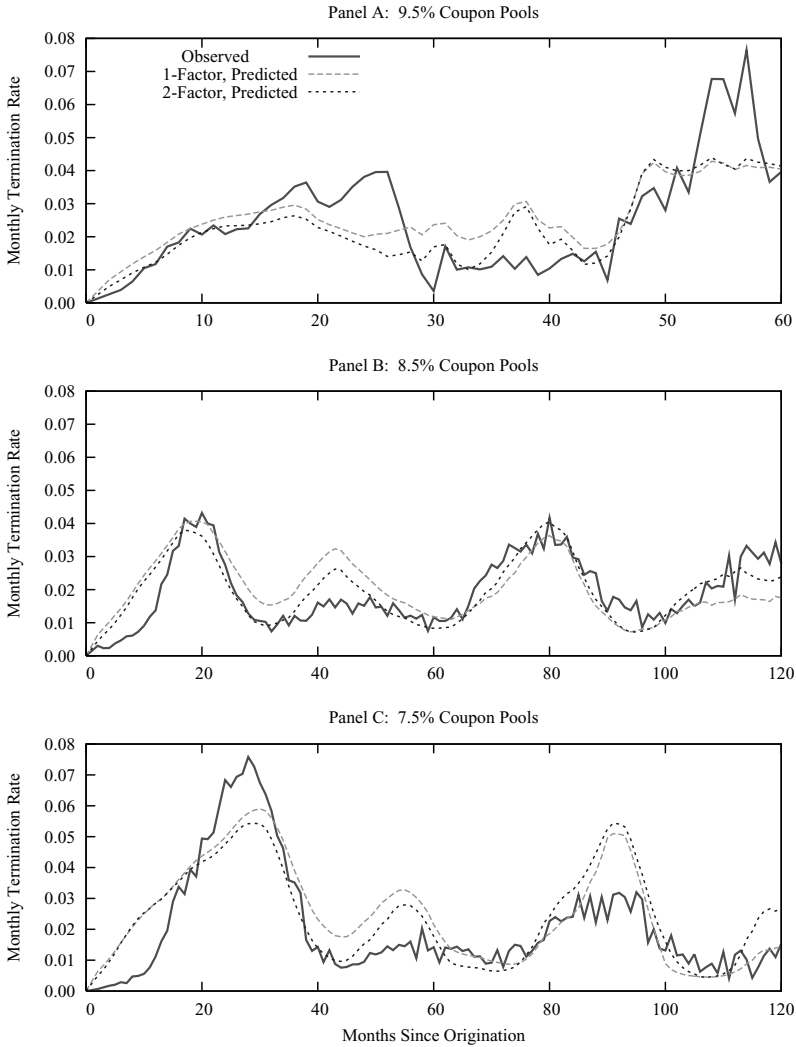 Panel A: 9.5% Coupon Pools
Monthly Termination Rate
0.08
0.07
0.06
0.05
0.04
0.03
0.02
0.01
0.00
Observed
1-Factor, Predicted
2-Factor, Predicted
0 10 20 30 40 50 60
Panel B: 8.5% Coupon Pools
Monthly Termination Rate
0.08
0.07
0.06
0.05
0.04
0.03
0.02
0.01
0.00
0 20 40 60 80 100 120
Panel C: 7.5% Coupon Pools
Monthly Termination Rate
0.08
0.07
0.06
0.05
0.04
0.03
0.02
0.01
0.00
0 20 40 60 80 100 120
Months Since Origination